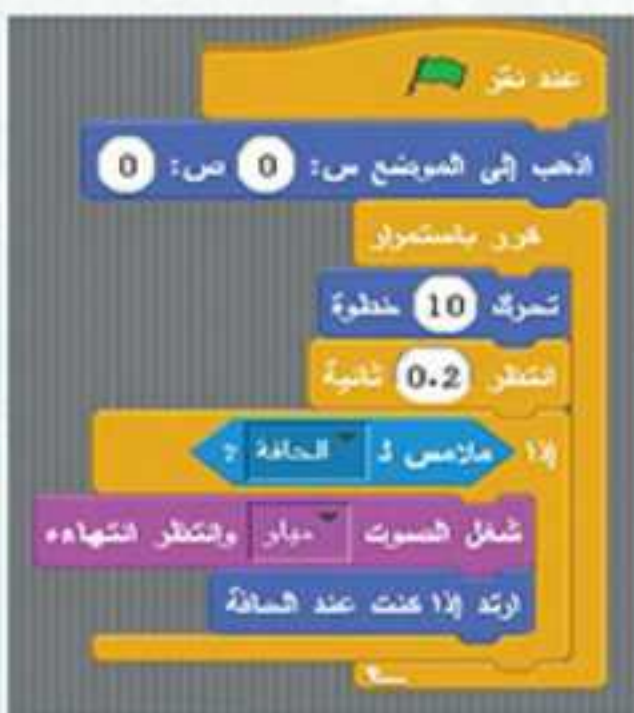 عند نقر
اذهب إلى الموضع س: 0 ص: 0
كرر باستمرار
تحرك 10 خطوة
انتظر 0.2 ثانية
إذا ملامس لـ الحافة ؟
شغل الصوت مياو وانتظر انتهاءه
ارتد إذا كنت عند الحافة